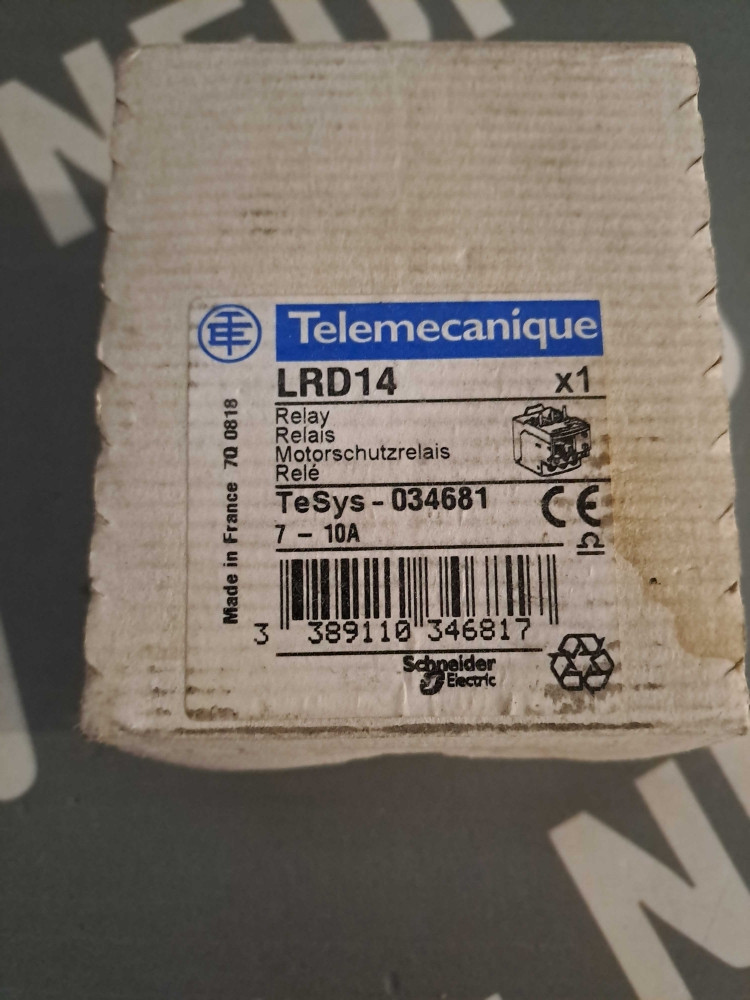 Telemecanique
LRD14 x1
Relay
Relais
Motorschutzrelais
Relé
TeSys - 034681
7 - 10A
CE
Made in France 7Q 0818
3 389110 346817
Schneider
Electric